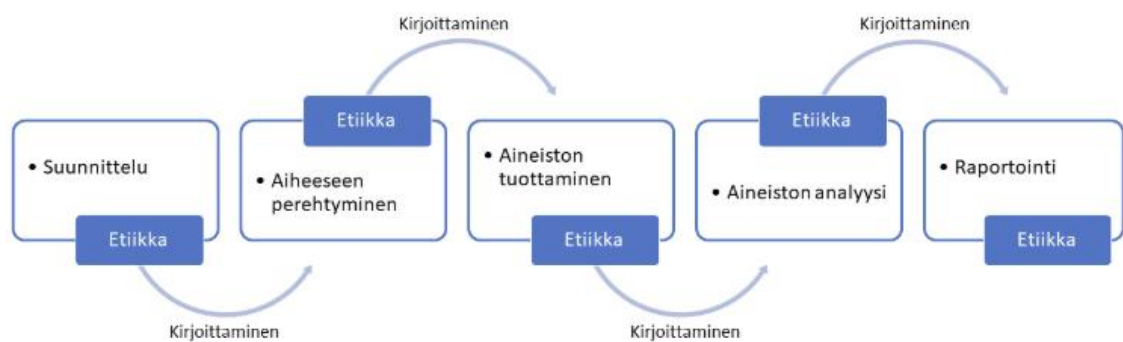 Kirjoittaminen
Kirjoittaminen
Etiikka
Etiikka
• Suunnittelu
• Aiheeseen
perehtyminen
• Aineiston
tuottaminen
• Aineiston analyysi
• Raportointi
Etiikka
Etiikka
Etiikka
Kirjoittaminen
Kirjoittaminen